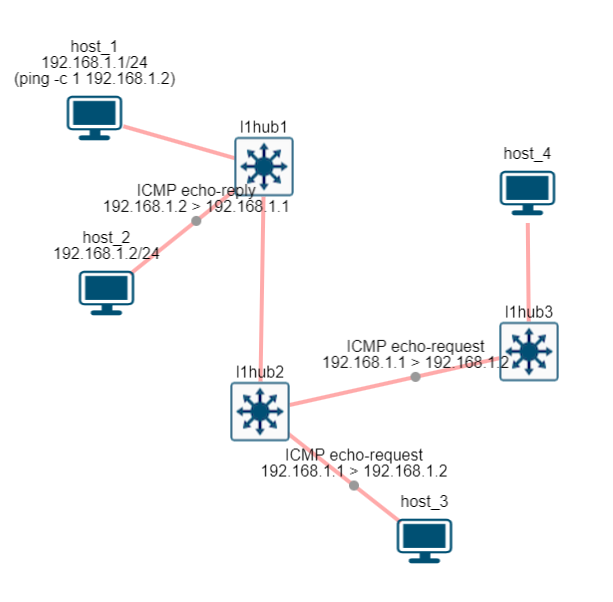 host_1
192.168.1.1/24
(ping -c 1 192.168.1.2)
l1hub1
host_4
ICMP echo-reply
192.168.1.2 > 192.168.1.1
host_2
192.168.1.2/24
l1hub3
ICMP echo-request
192.168.1.1 > 192.168.1.2
l1hub2
ICMP echo-request
192.168.1.1 > 192.168.1.2
host_3